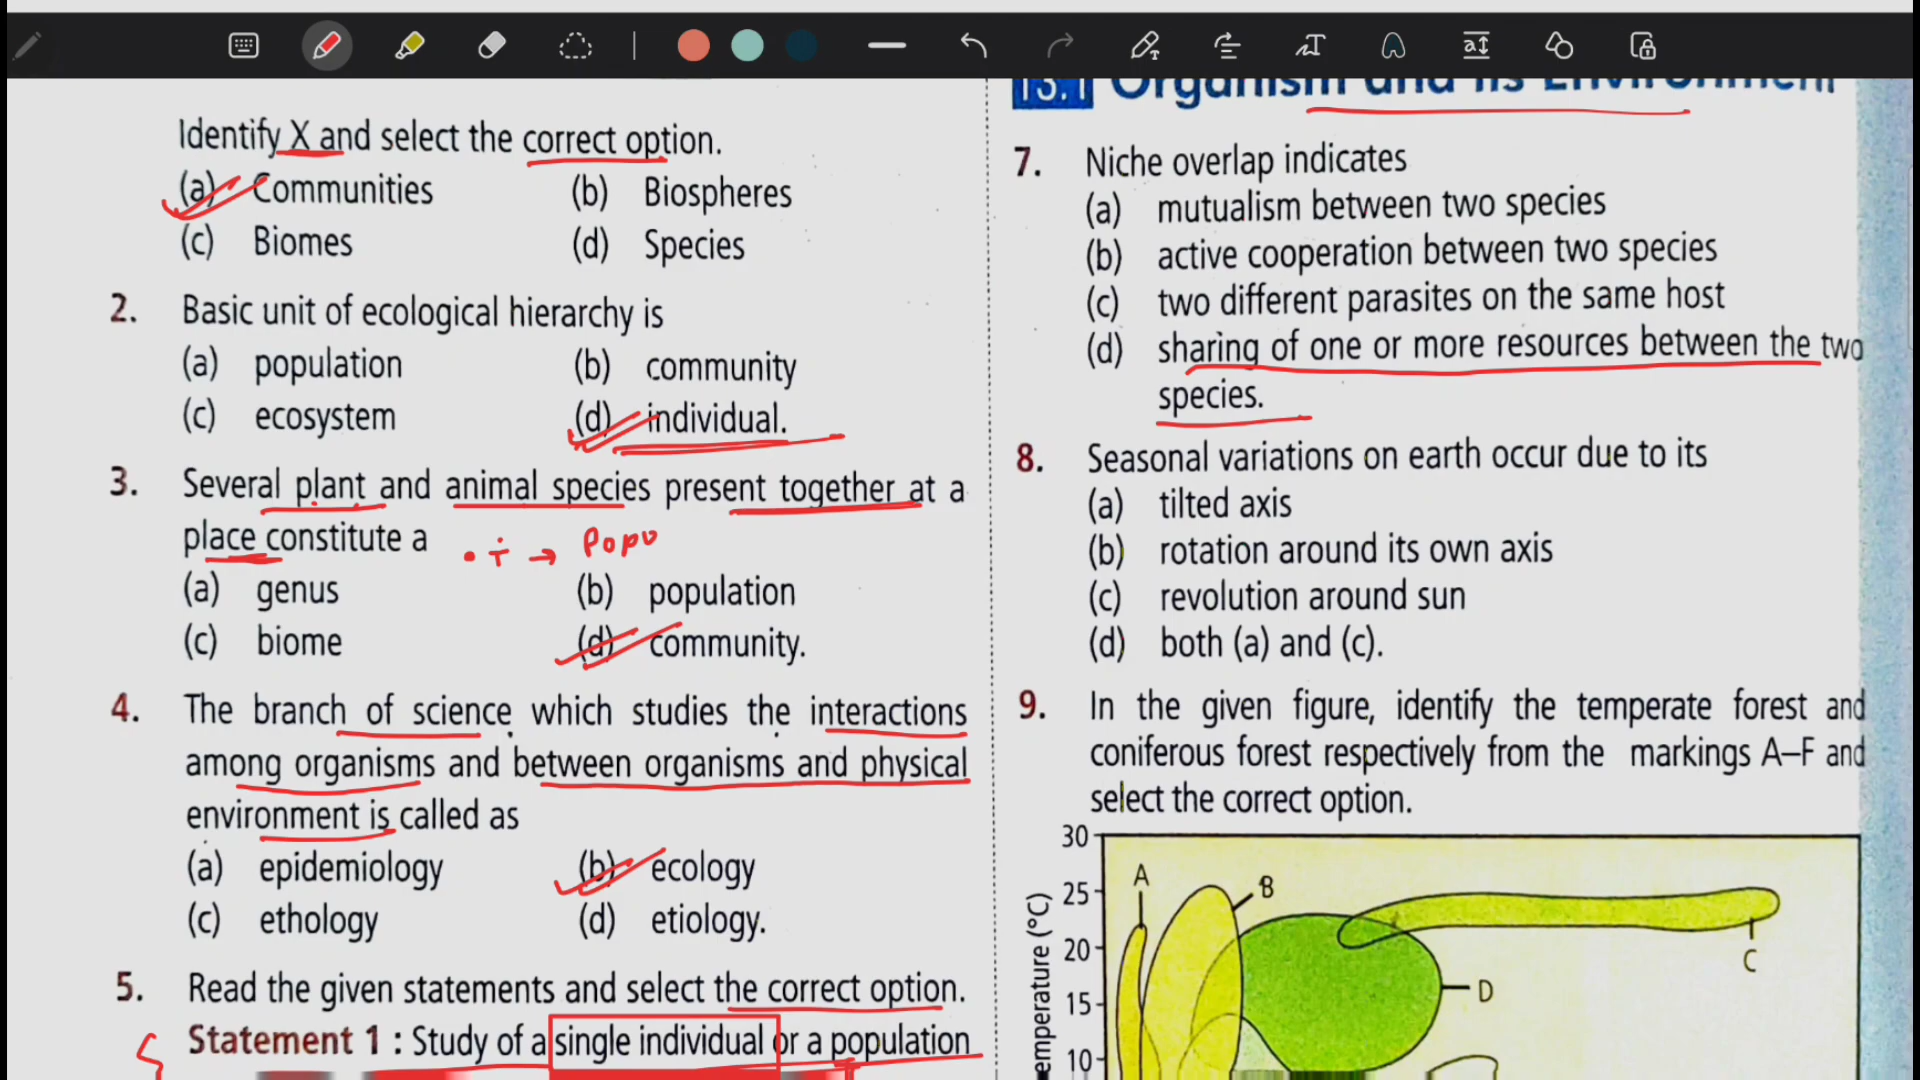 Identify X and select the correct option.
(a) Communities (b) Biospheres
(c) Biomes (d) Species
2. Basic unit of ecological hierarchy is
(a) population (b) community
(c) ecosystem (d) individual.
3. Several plant and animal species present together at a
place constitute a
Popu
(a) genus (b) population
(c) biome (d) community.
4. The branch of science which studies the interactions
among organisms and between organisms and physical
environment is called as
(a) epidemiology (b) ecology
(c) ethology (d) etiology.
5. Read the given statements and select the correct option.
Statement 1 : Study of a single individual or a population
13.1 Organism and Its Environment
7. Niche overlap indicates
(a) mutualism between two species
(b) active cooperation between two species
(c) two different parasites on the same host
(d) sharing of one or more resources between the two
species.
8. Seasonal variations on earth occur due to its
(a) tilted axis
(b) rotation around its own axis
(c) revolution around sun
(d) both (a) and (c).
9. In the given figure, identify the temperate forest and
coniferous forest respectively from the markings A–F and
select the correct option.
30
25
20
15
10
emperature (°C)
A
B
C
D